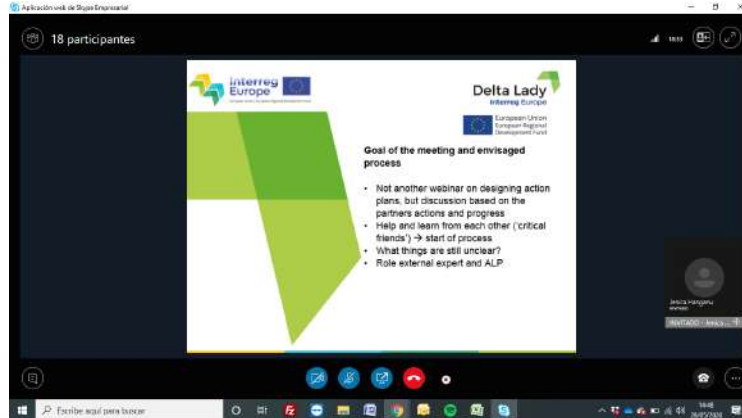 Aplicación web de Skype Empresarial
18 participantes
Interreg
Europe
Delta Lady
Interreg Europe
European Union
European Regional
Development Fund
Goal of the meeting and envisaged
process
• Not another webinar on designing action
plans, but discussion based on the
partners actions and progress
• Help and learn from each other ('critical
friends') → start of process
• What things are still unclear?
• Role external expert and ALP
INVITADO
Escribe aquí para buscar